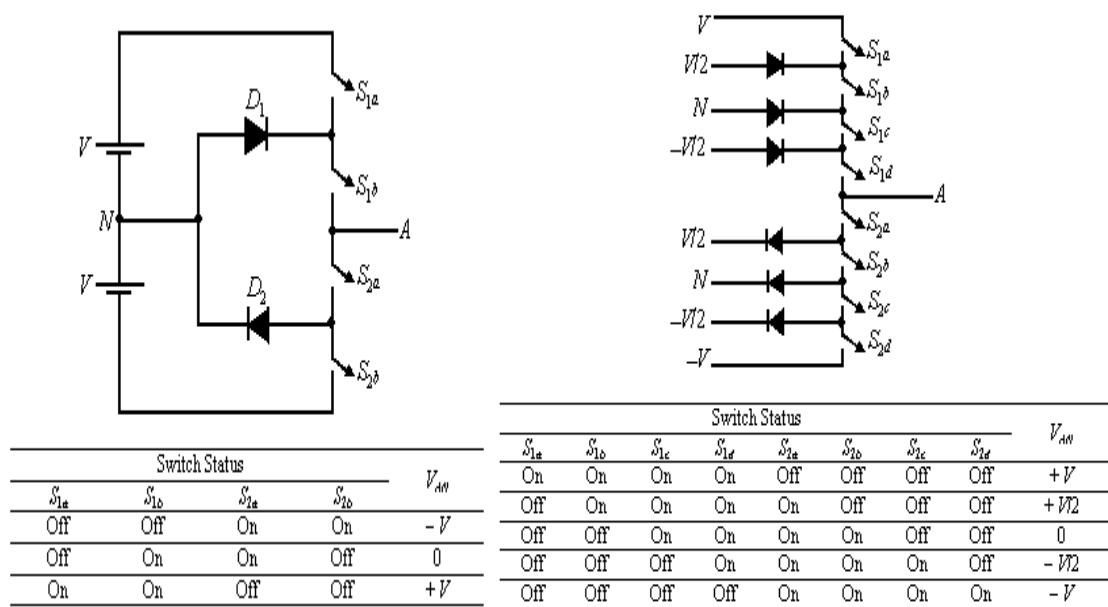 V
V
N
D₁
D₂
S₁a
S₁b
A
S₂a
S₂b
V
V/2
N
–V/2
V/2
N
–V/2
–V
S₁a
S₁b
S₁c
S₁d
A
S₂a
S₂b
S₂c
S₂d
Switch Status V_AN
S₁a S₁b S₂a S₂b
Off Off On On – V
Off On On Off 0
On On Off Off + V
Switch Status V_AN
S₁a S₁b S₁c S₁d S₂a S₂b S₂c S₂d
On On On On Off Off Off Off + V
Off On On On On Off Off Off + V/2
Off Off On On On On Off Off 0
Off Off Off On On On On Off – V/2
Off Off Off Off On On On On – V